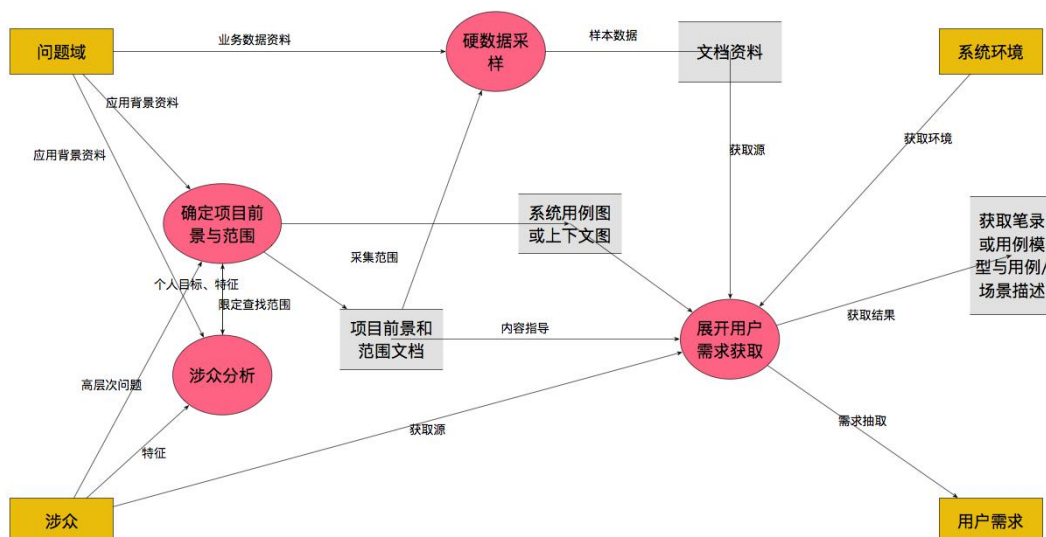 问题域
业务数据资料
硬数据采
样
样本数据
文档资料
系统环境
应用背景资料
应用背景资料
获取源
获取环境
确定项目前
景与范围
系统用例图
或上下文图
获取笔录
或用例模
型与用例/
场景描述
采集范围
个人目标、特征
限定查找范围
项目前景和
范围文档
内容指导
展开用户
需求获取
获取结果
涉众分析
高层次问题
获取源
需求抽取
特征
涉众
用户需求